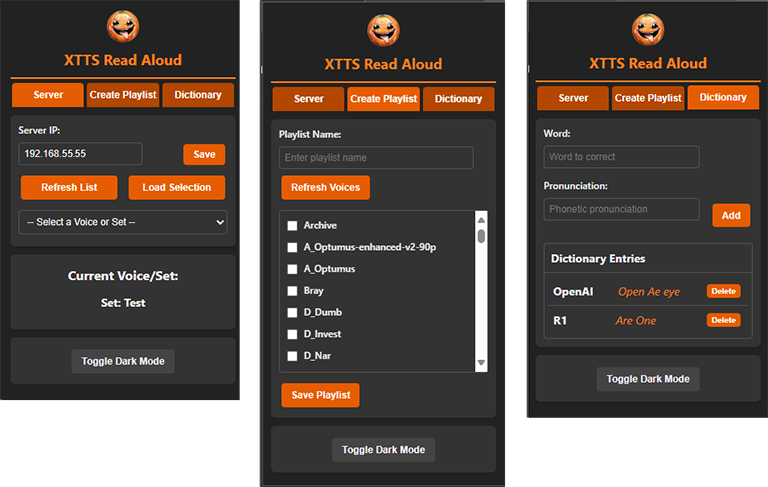 XTTS Read Aloud
Server Create Playlist Dictionary
Server IP:
192.168.55.55 Save
Refresh List Load Selection
-- Select a Voice or Set --
Current Voice/Set:
Set: Test
Toggle Dark Mode
XTTS Read Aloud
Server Create Playlist Dictionary
Playlist Name:
Enter playlist name
Refresh Voices
Archive
A_Optumus-enhanced-v2-90p
A_Optumus
Bray
D_Dumb
D_Invest
D_Nar
Save Playlist
Toggle Dark Mode
XTTS Read Aloud
Server Create Playlist Dictionary
Word:
Word to correct
Pronunciation:
Phonetic pronunciation Add
Dictionary Entries
OpenAI Open Ae eye Delete
R1 Are One Delete
Toggle Dark Mode